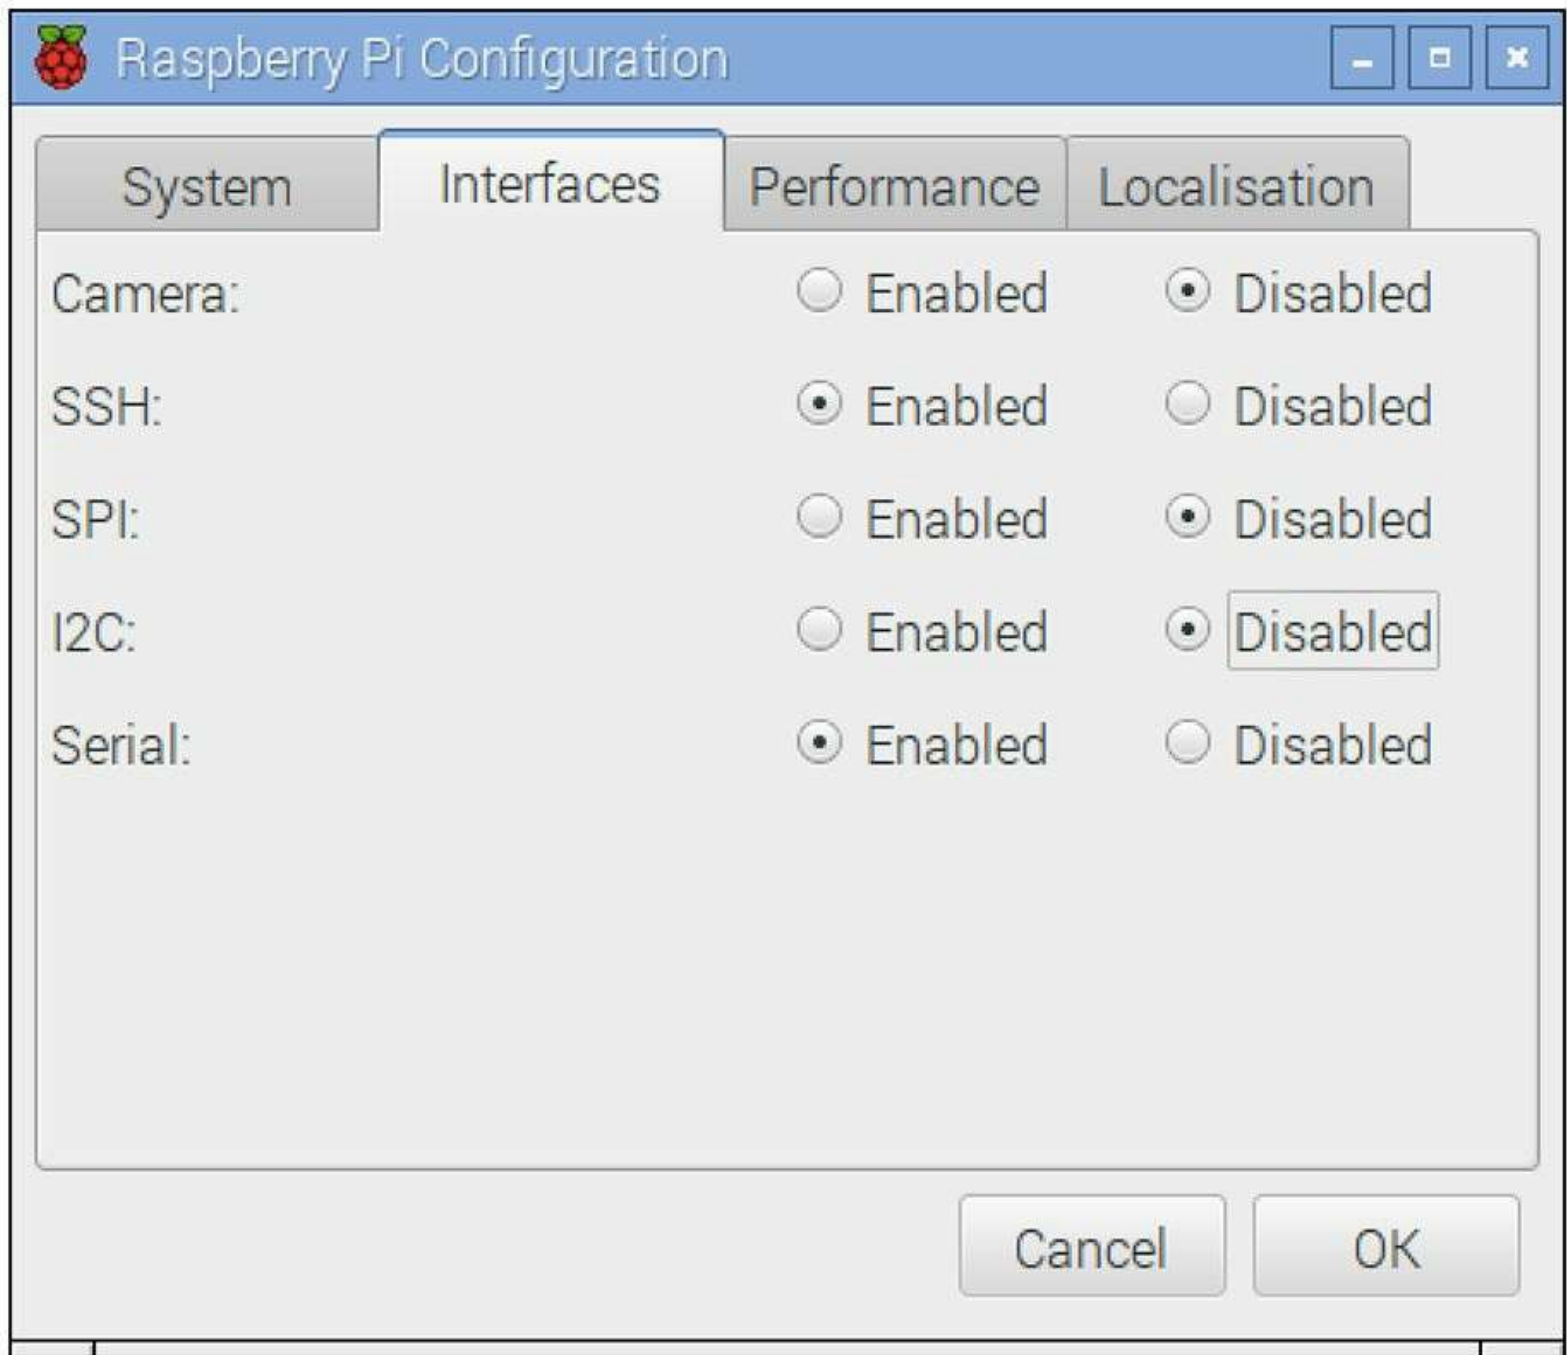 Raspberry Pi Configuration
System Interfaces Performance Localisation
Camera: Enabled Disabled
SSH: Enabled Disabled
SPI: Enabled Disabled
I2C: Enabled Disabled
Serial: Enabled Disabled
Cancel OK